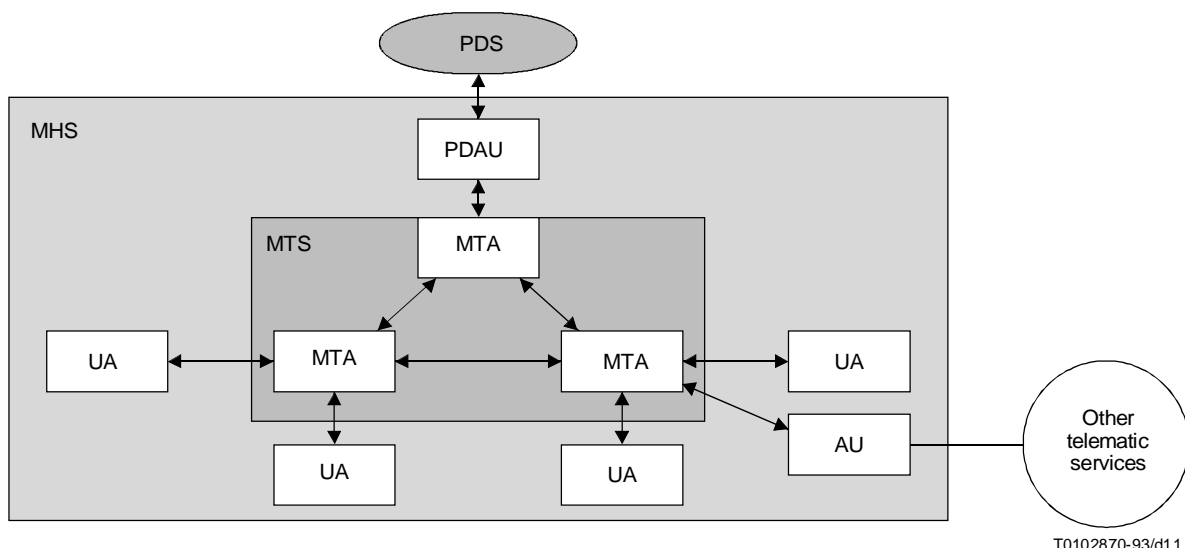 PDS
MHS
PDAU
MTS
MTA
UA
MTA
MTA
UA
UA
UA
AU
Other
telematic
services
T0102870-93/d11